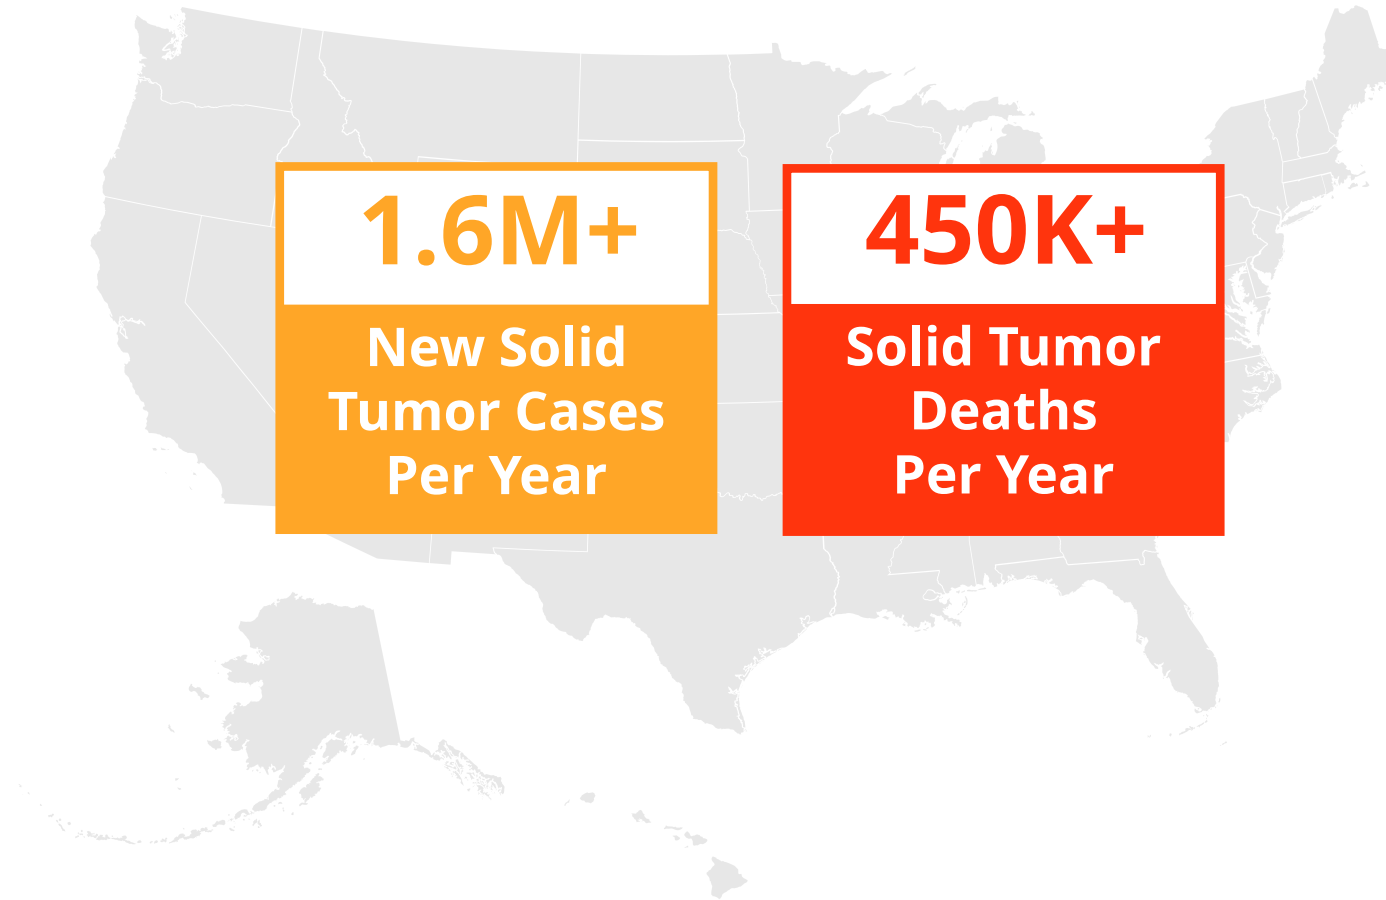 1.6M+
New Solid
Tumor Cases
Per Year
450K+
Solid Tumor
Deaths
Per Year